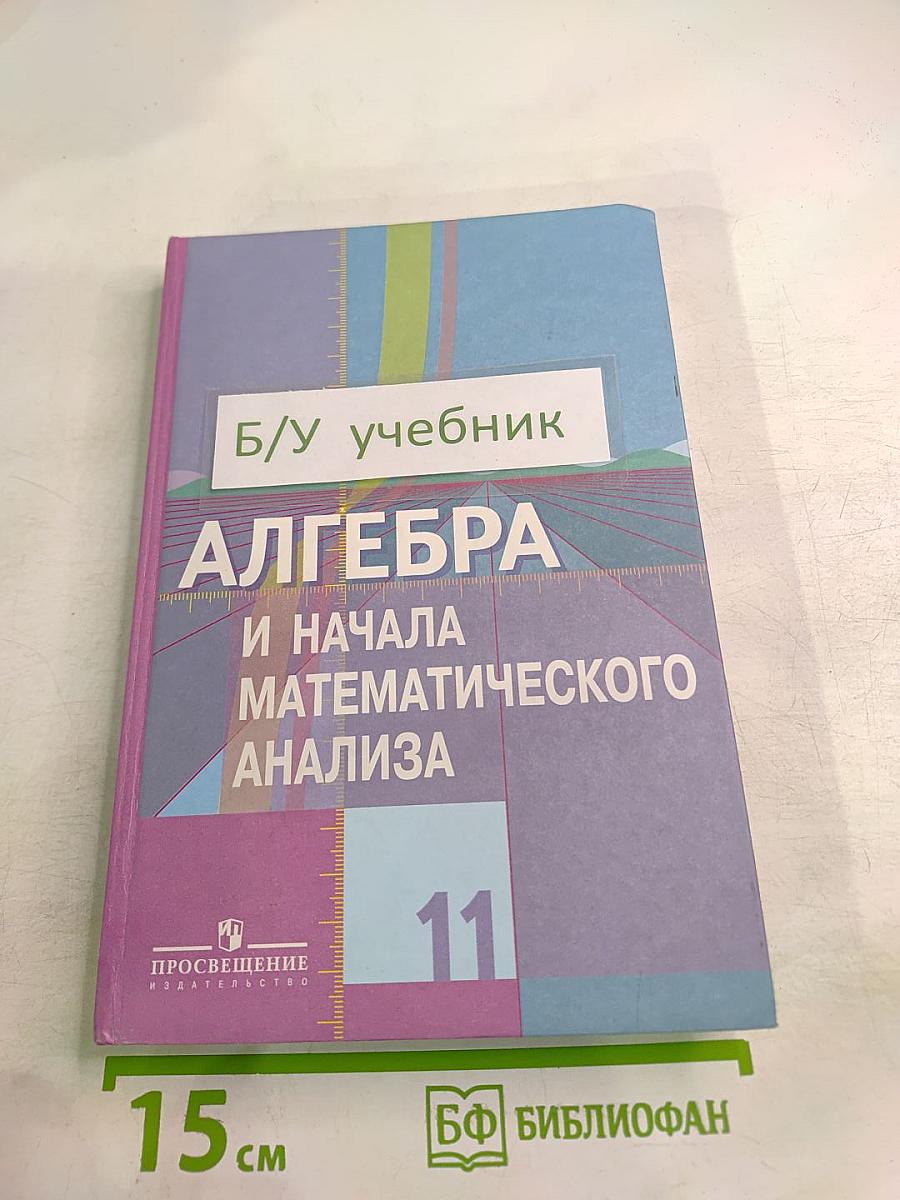 Б/У учебник
АЛГЕБРА
И НАЧАЛА
МАТЕМАТИЧЕСКОГО
АНАЛИЗА
11
ПРОСВЕЩЕНИЕ
ИЗДАТЕЛЬСТВО
15 см
БФ БИБЛИОФАН